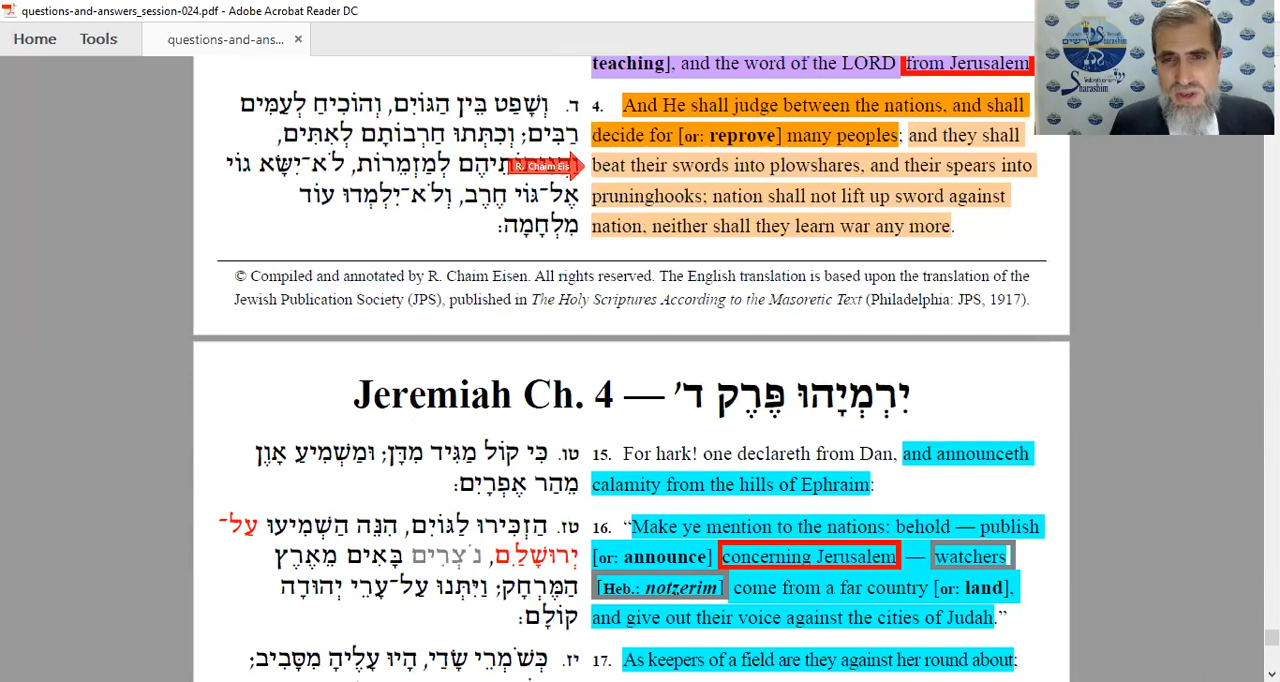 questions-and-answers_session-024.pdf - Adobe Acrobat Reader DC
Home Tools questions-and-ans... ×
teaching], and the word of the LORD from Jerusalem
ד. וְשָׁפַט בֵּין הַגּוֹיִם, וְהוֹכִיחַ לְעַמִּים
רַבִּים; וְכִתְּתוּ חַרְבוֹתָם לְאִתִּים,
לְמַזְמֵרוֹת, לֹא־יִשָּׂא גוֹי
אֶל־גּוֹי חֶרֶב, וְלֹא־יִלְמְדוּ עוֹד
מִלְחָמָה:
R. Chaim Eis
4. And He shall judge between the nations, and shall
decide for [or: reprove] many peoples; and they shall
beat their swords into plowshares, and their spears into
pruninghooks; nation shall not lift up sword against
nation, neither shall they learn war any more.
© Compiled and annotated by R. Chaim Eisen. All rights reserved. The English translation is based upon the translation of the
Jewish Publication Society (JPS), published in The Holy Scriptures According to the Masoretic Text (Philadelphia: JPS, 1917).
Jeremiah Ch. 4 — יִרְמְיָהוּ פֶּרֶק ד׳
טו. כִּי קוֹל מַגִּיד מִדָּן; וּמַשְׁמִיעַ אָוֶן
מֵהַר אֶפְרָיִם:
15. For hark! one declareth from Dan, and announceth
calamity from the hills of Ephraim:
טז. הַזְכִּירוּ לַגּוֹיִם, הִנֵּה הַשְׁמִיעוּ עַל־
יְרוּשָׁלַ‍ִם, נֹצְרִים בָּאִים מֵאֶרֶץ
הַמֶּרְחָק; וַיִּתְּנוּ עַל־עָרֵי יְהוּדָה
קוֹלָם:
16. “Make ye mention to the nations: behold — publish
[or: announce] concerning Jerusalem — watchers
[Heb.: notzerim] come from a far country [or: land],
and give out their voice against the cities of Judah.”
יז. כְּשֹׁמְרֵי שָׂדַי, הָיוּ עָלֶיהָ מִסָּבִיב;
17. As keepers of a field are they against her round about;
Sharashim